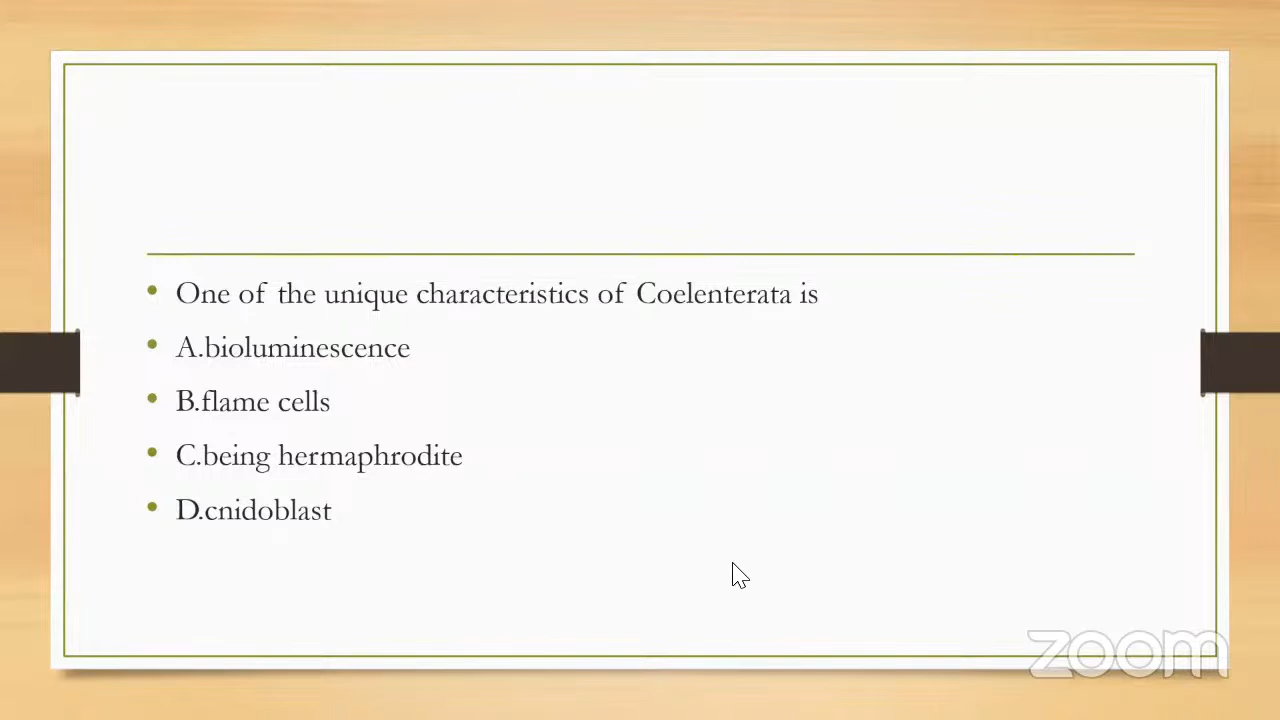 One of the unique characteristics of Coelenterata is
A.bioluminescence
B.flame cells
C.being hermaphrodite
D.cnidoblast
zoom